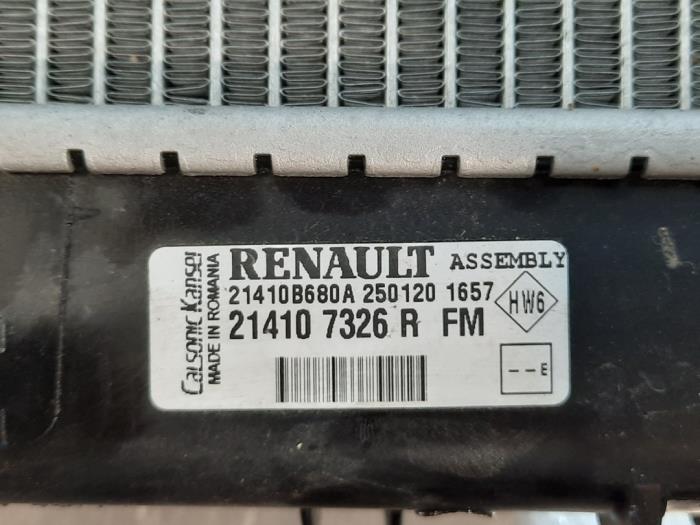 RENAULT ASSEMBLY
21410B680A 250120 1657
HW6
21410 7326 R FM
--E
Calsonic Kansei
MADE IN ROMANIA